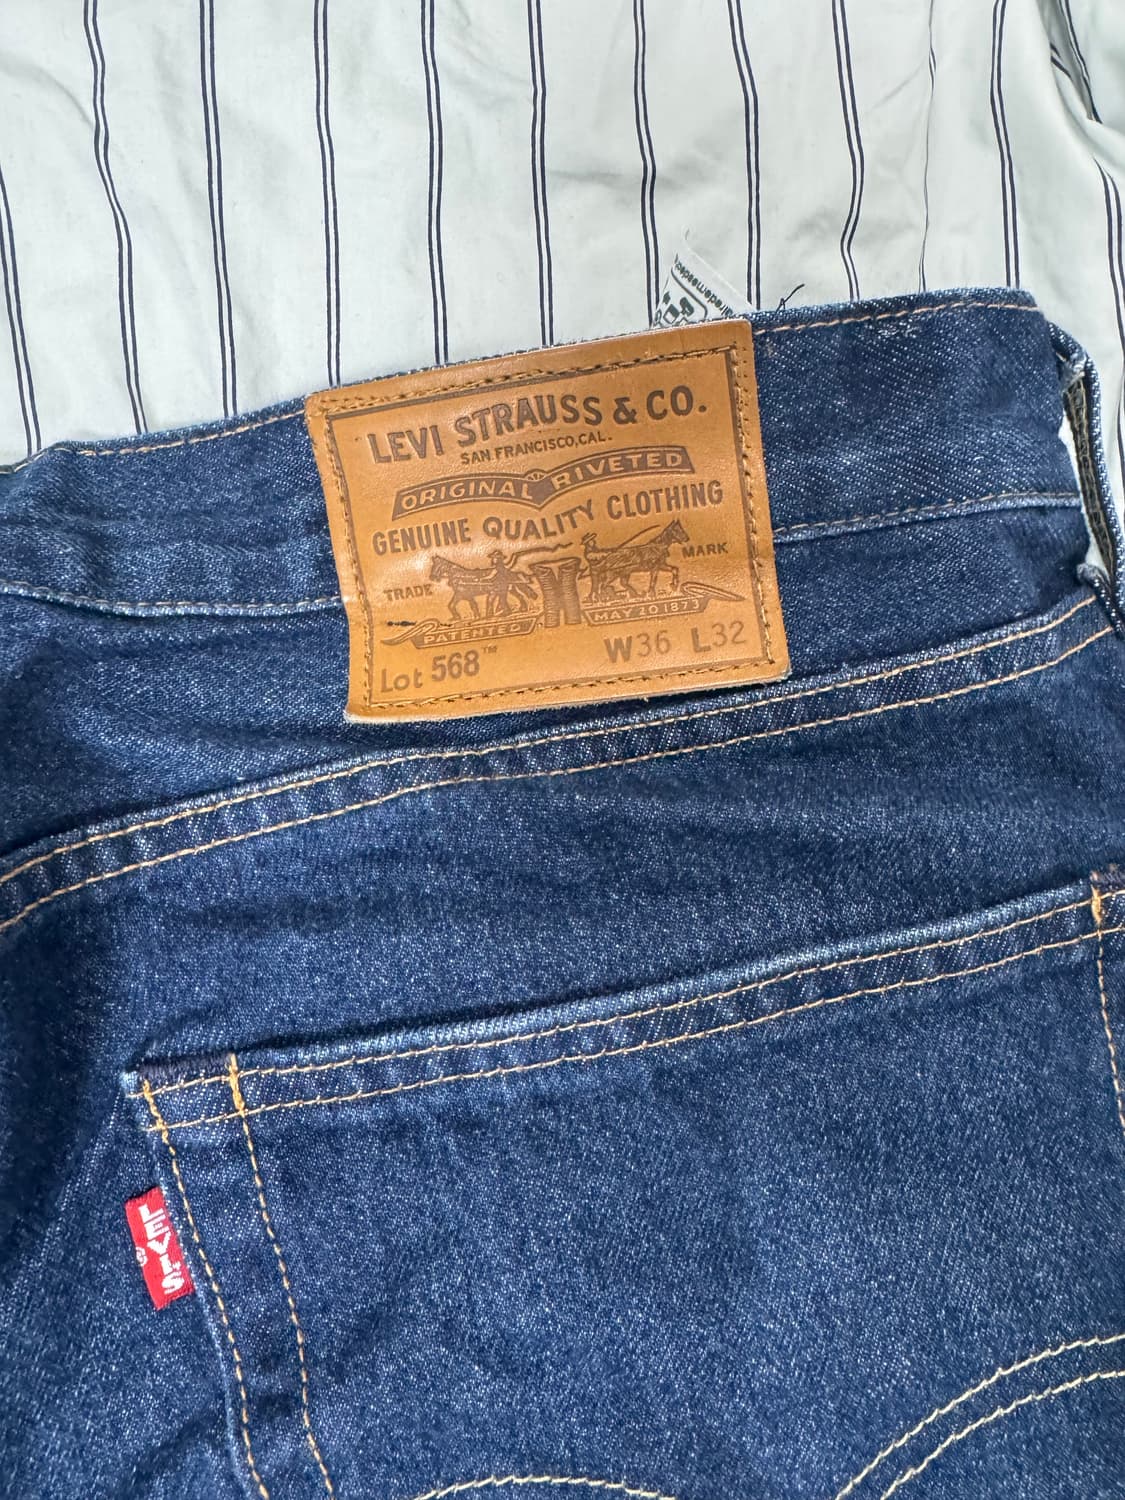 LEVI STRAUSS & CO.
SAN FRANCISCO, CAL.
ORIGINAL RIVETED
GENUINE QUALITY CLOTHING
TRADE MARK
PATENTED MAY 20 1873
Lot 568™ W36 L32
LEVI'S
®